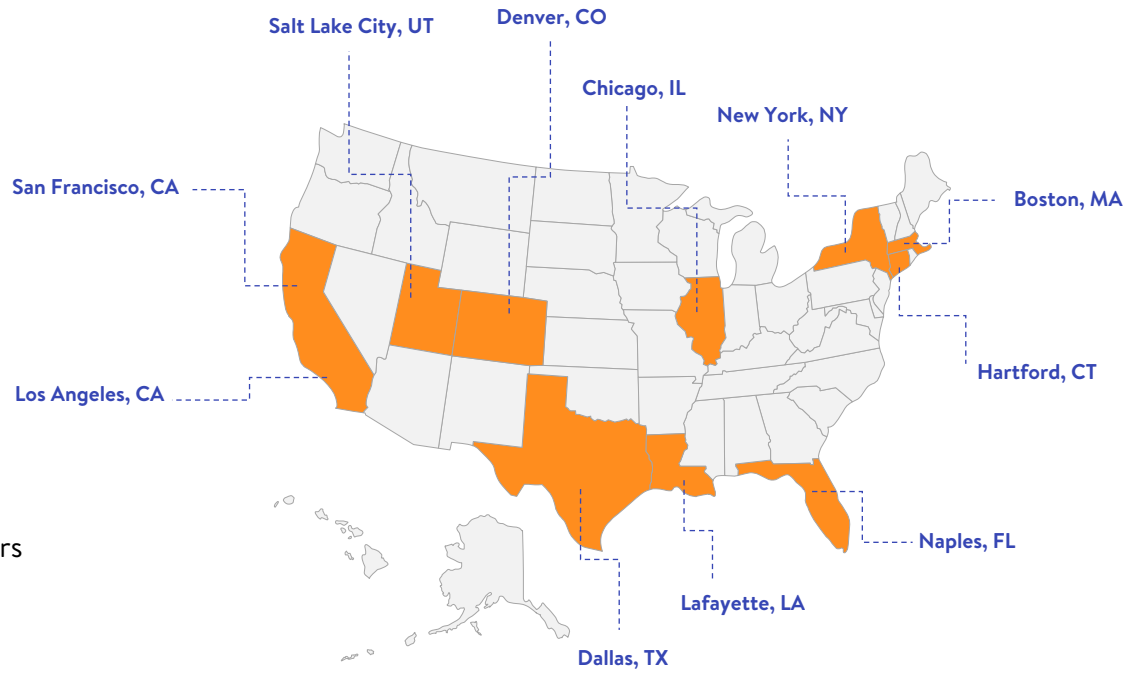 Denver, CO
Salt Lake City, UT
Chicago, IL
New York, NY
San Francisco, CA
Boston, MA
Hartford, CT
Los Angeles, CA
rs
Naples, FL
Lafayette, LA
Dallas, TX